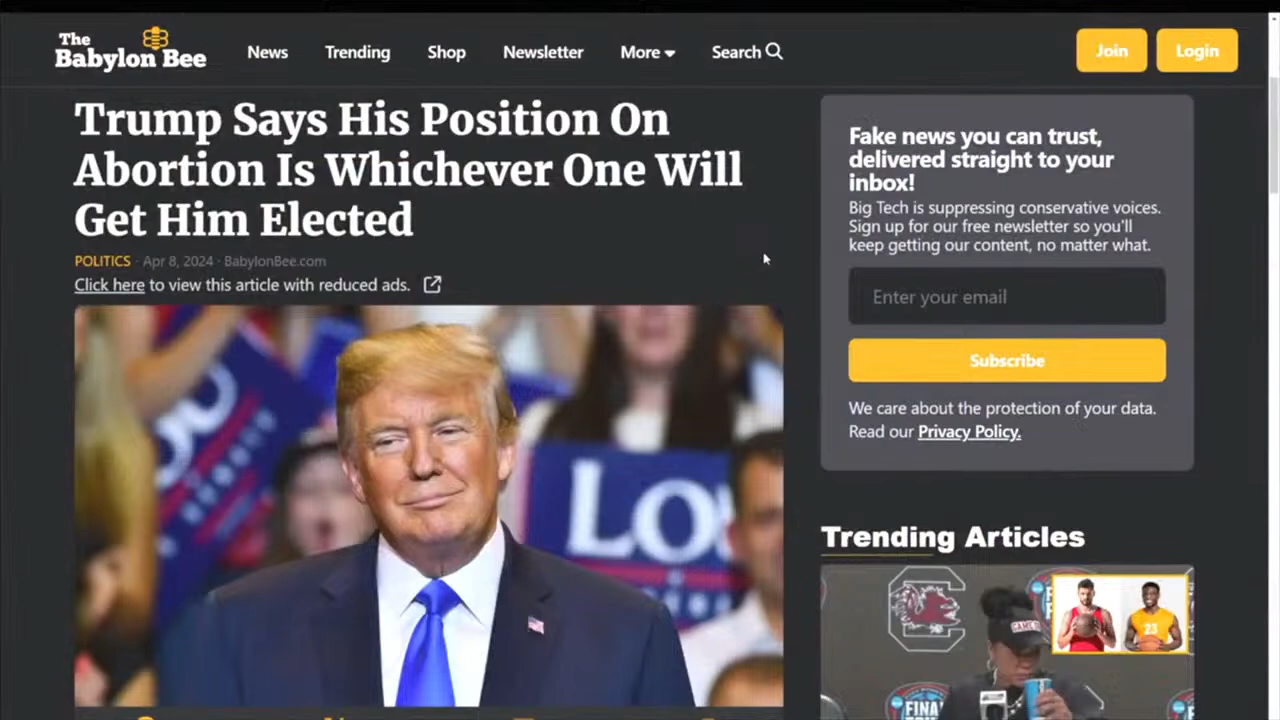 The
Babylon Bee
News
Trending
Shop
Newsletter
More
Search
Join
Login
Trump Says His Position On
Abortion Is Whichever One Will
Get Him Elected
POLITICS · Apr 8, 2024 · BabylonBee.com
Click here to view this article with reduced ads.
Fake news you can trust,
delivered straight to your
inbox!
Big Tech is suppressing conservative voices.
Sign up for our free newsletter so you'll
keep getting our content, no matter what.
Enter your email
Subscribe
We care about the protection of your data.
Read our Privacy Policy.
Trending Articles
LO
23
FINAL